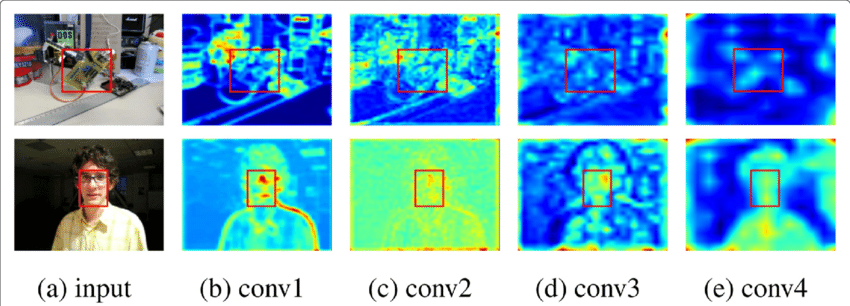 (a) input (b) conv1 (c) conv2 (d) conv3 (e) conv4